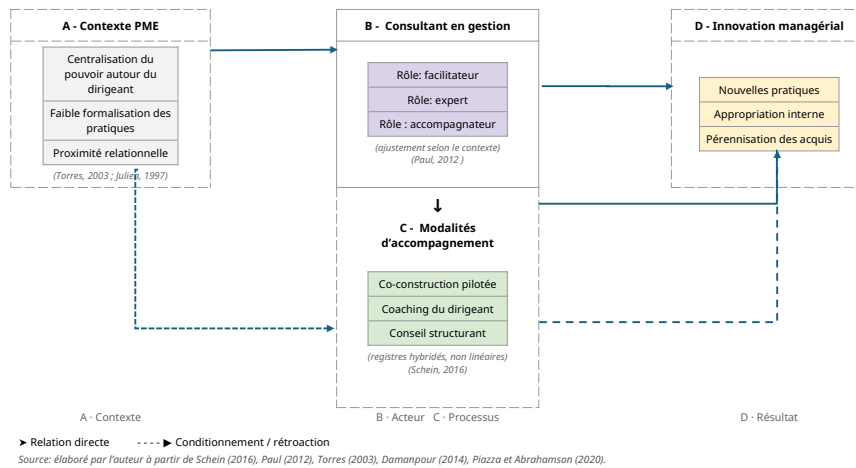 A - Contexte PME
Centralisation du
pouvoir autour du
dirigeant
Faible formalisation des
pratiques
Proximité relationnelle
(Torres, 2003 ; Julien, 1997)
B - Consultant en gestion
Rôle: facilitateur
Rôle: expert
Rôle : accompagnateur
(ajustement selon le contexte)
(Paul, 2012 )
↓
C - Modalités
d’accompagnement
Co-construction pilotée
Coaching du dirigeant
Conseil structurant
(registres hybridés, non linéaires)
(Schein, 2016)
D - Innovation managérial
Nouvelles pratiques
Appropriation interne
Pérennisation des acquis
A · Contexte
B · Acteur C · Processus
D · Résultat
➤ Relation directe - - - - ▶ Conditionnement / rétroaction
Source: élaboré par l’auteur à partir de Schein (2016), Paul (2012), Torres (2003), Damanpour (2014), Piazza et Abrahamson (2020).